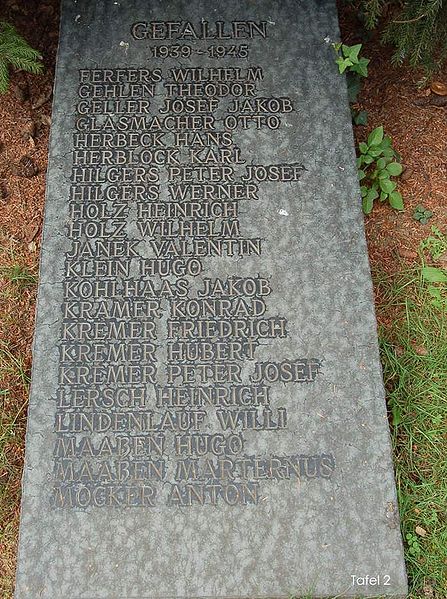 GEFALLEN
1939-1945
FERFERS WILHELM
GEHLEN THEODOR
GELLER JOSEF JAKOB
GLASMACHER OTTO
HERBECK HANS
HERBLOCK KARL
HILGERS PETER JOSEF
HILGERS WERNER
HOLZ HEINRICH
HOLZ WILHELM
JANEK VALENTIN
KLEIN HUGO
KOHLHAAS JAKOB
KRAMER KONRAD
KREMER FRIEDRICH
KREMER HUBERT
KREMER PETER JOSEF
LERSCH HEINRICH
LINDENLAUF WILLI
MAAßEN HUGO
MAAßEN MARTERNUS
MOCKER ANTON
Tafel 2